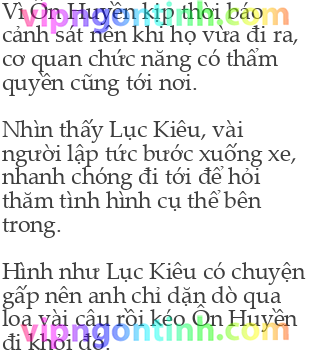 Vì Ôn Huyền kịp thời báo
cảnh sát nên khi họ vừa đi ra,
cơ quan chức năng có thẩm
quyền cũng tới nơi.
Nhìn thấy Lục Kiêu, vài
người lập tức bước xuống xe,
nhanh chóng đi tới để hỏi
thăm tình hình cụ thể bên
trong.
Hình như Lục Kiêu có chuyện
gấp nên anh chỉ dặn dò qua
loa vài câu rồi kéo Ôn Huyền
đi khỏi đó.
vipngontinh.com
vipngontinh.com